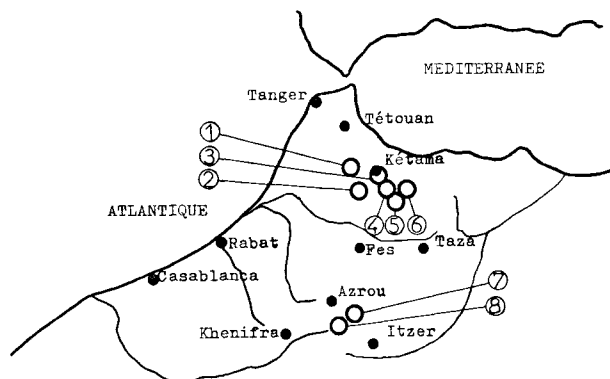 MEDITERRANEE
Tanger
Tétouan
①
③
Kétama
②
ATLANTIQUE
④ ⑤ ⑥
Rabat
Fes
Taza
Casablanca
Azrou
⑦
⑧
Khenifra
Itzer